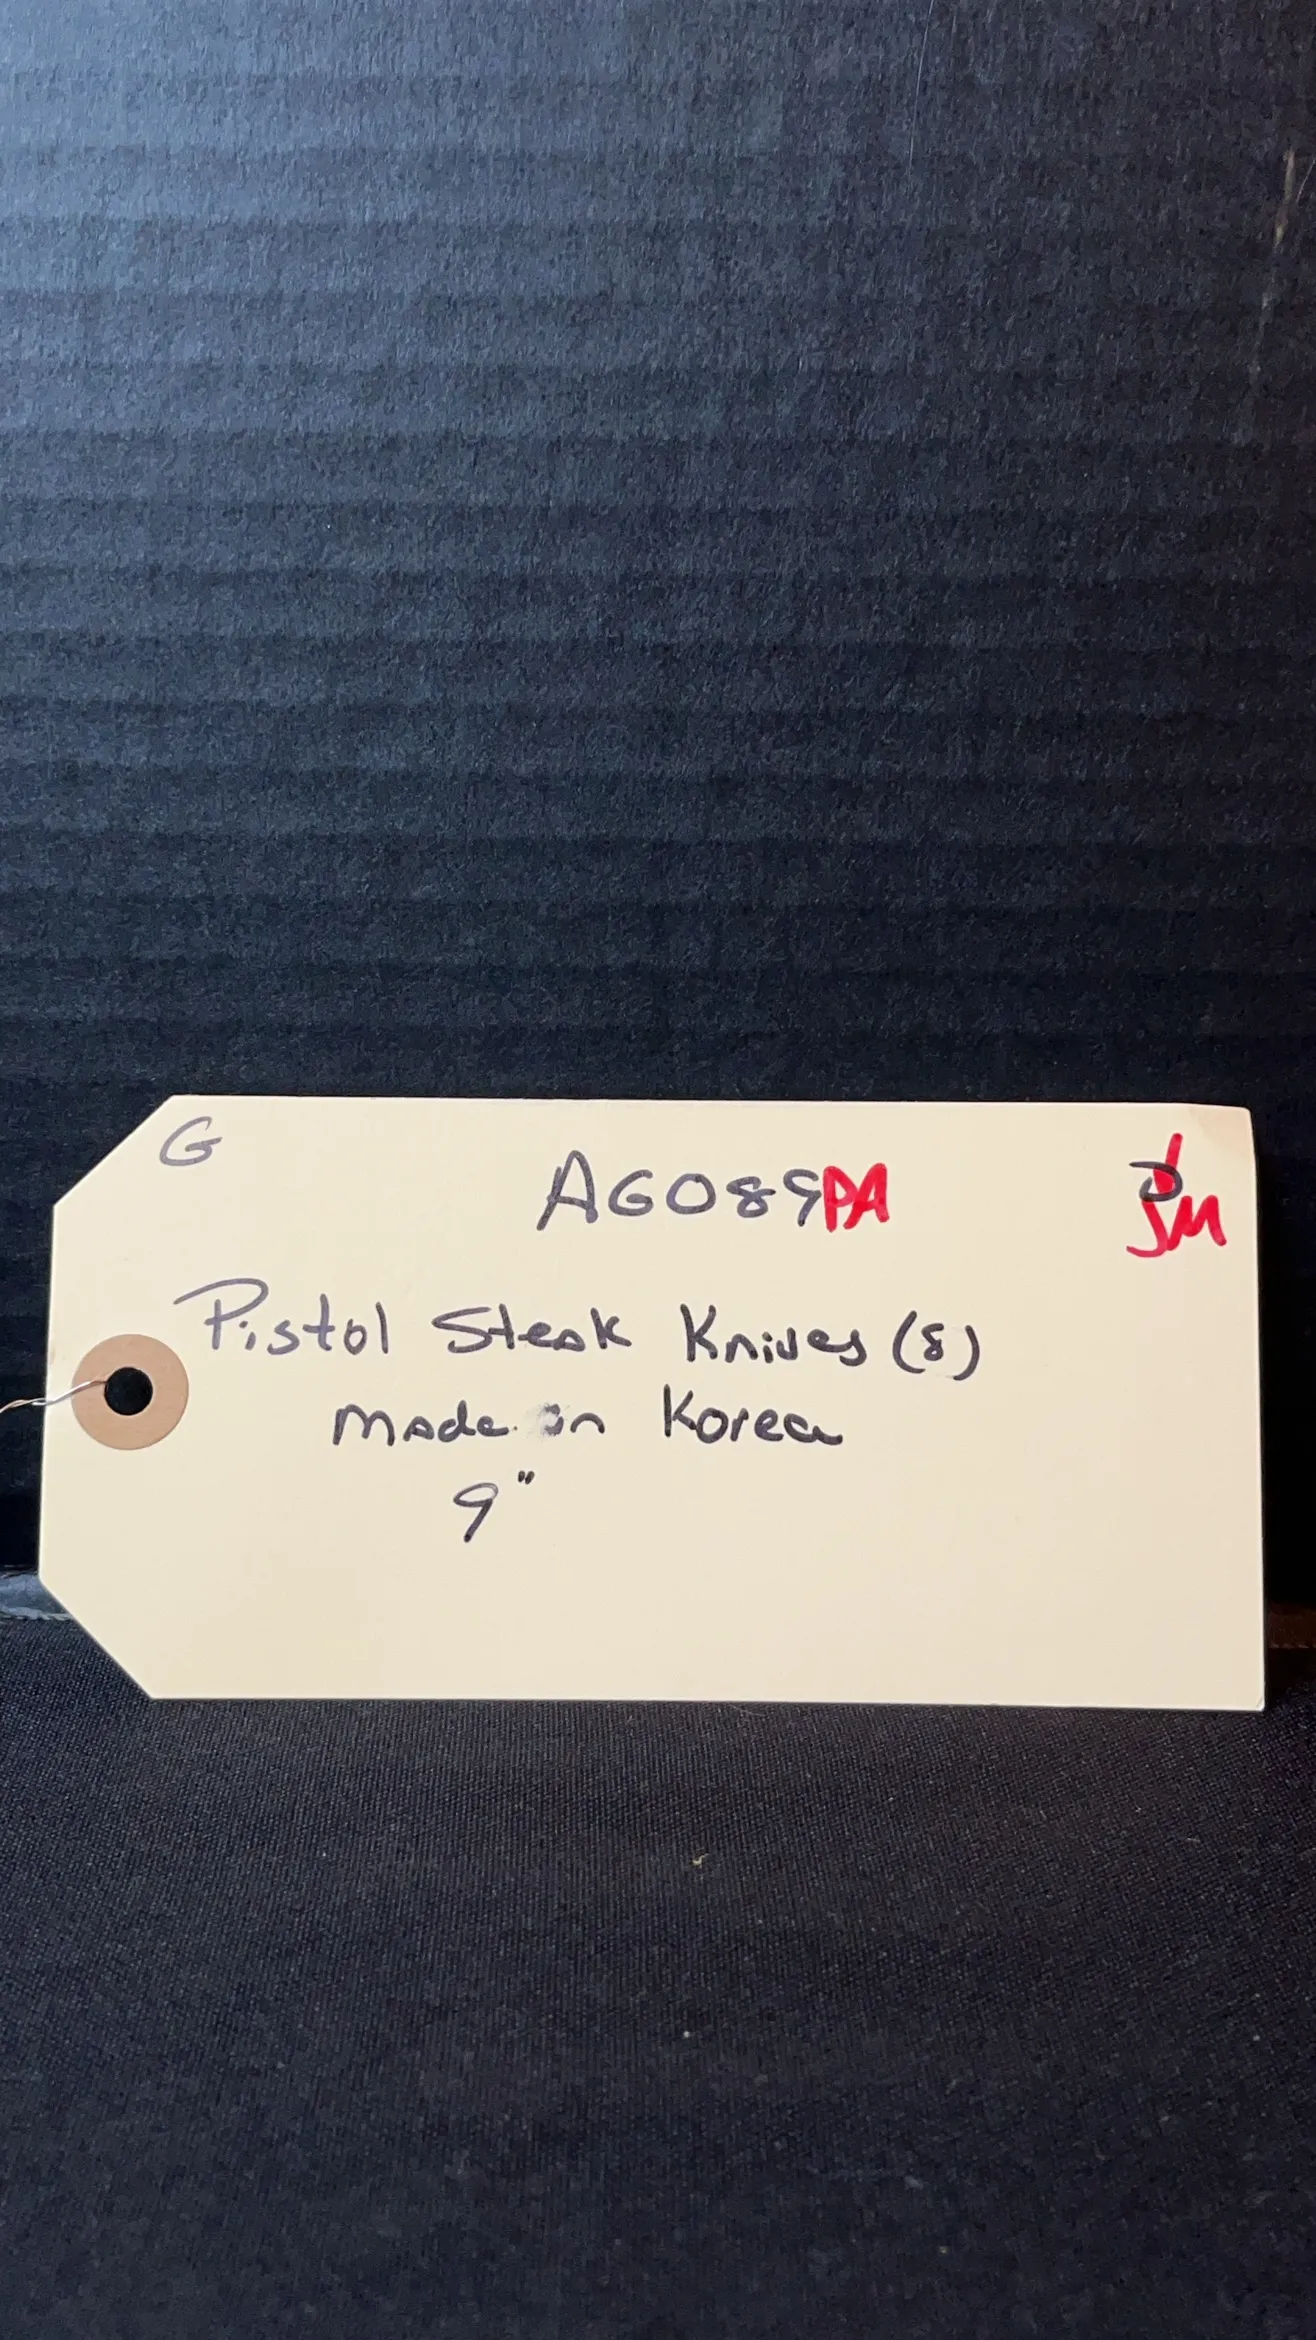 G
AG089PA
JM
Pistol Steak Knives (8)
made in Korea
9"